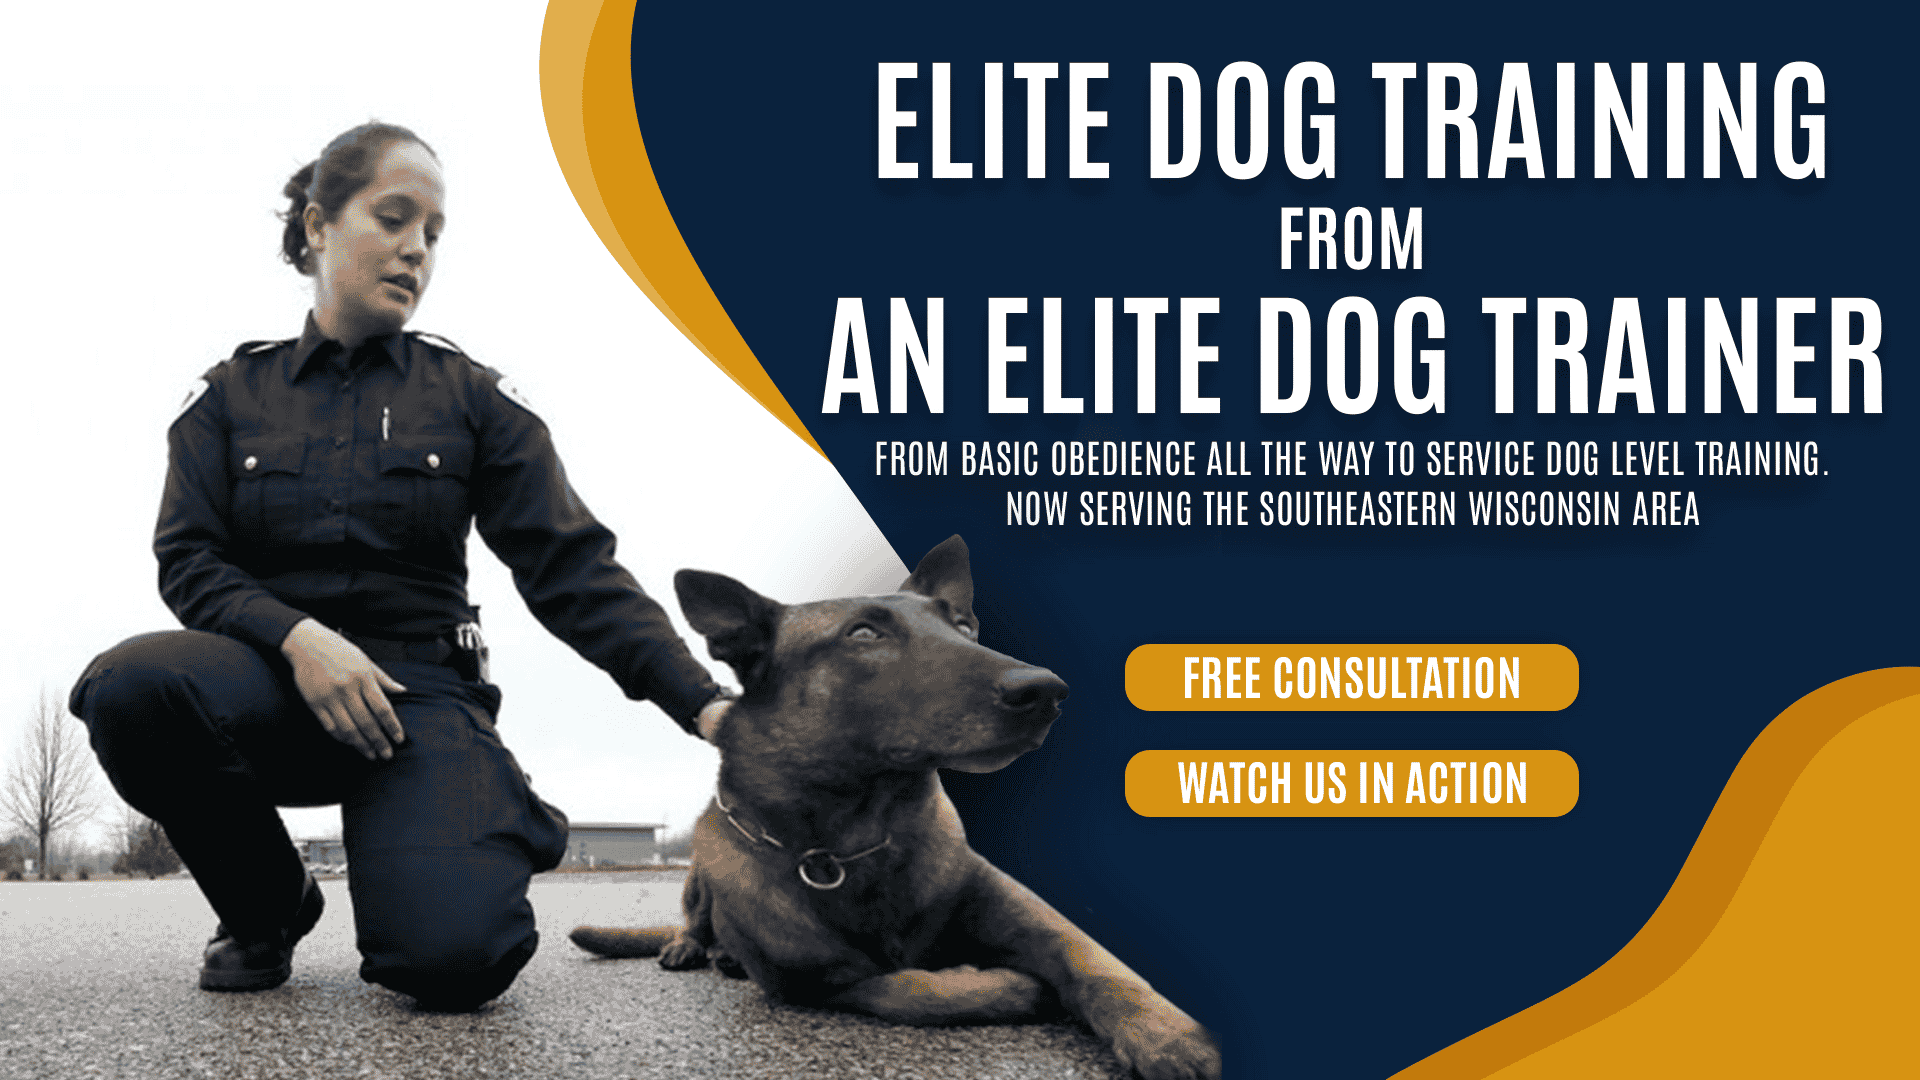 ELITE DOG TRAINING
FROM
AN ELITE DOG TRAINER
FROM BASIC OBEDIENCE ALL THE WAY TO SERVICE DOG LEVEL TRAINING.
NOW SERVING THE SOUTHEASTERN WISCONSIN AREA
FREE CONSULTATION
WATCH US IN ACTION